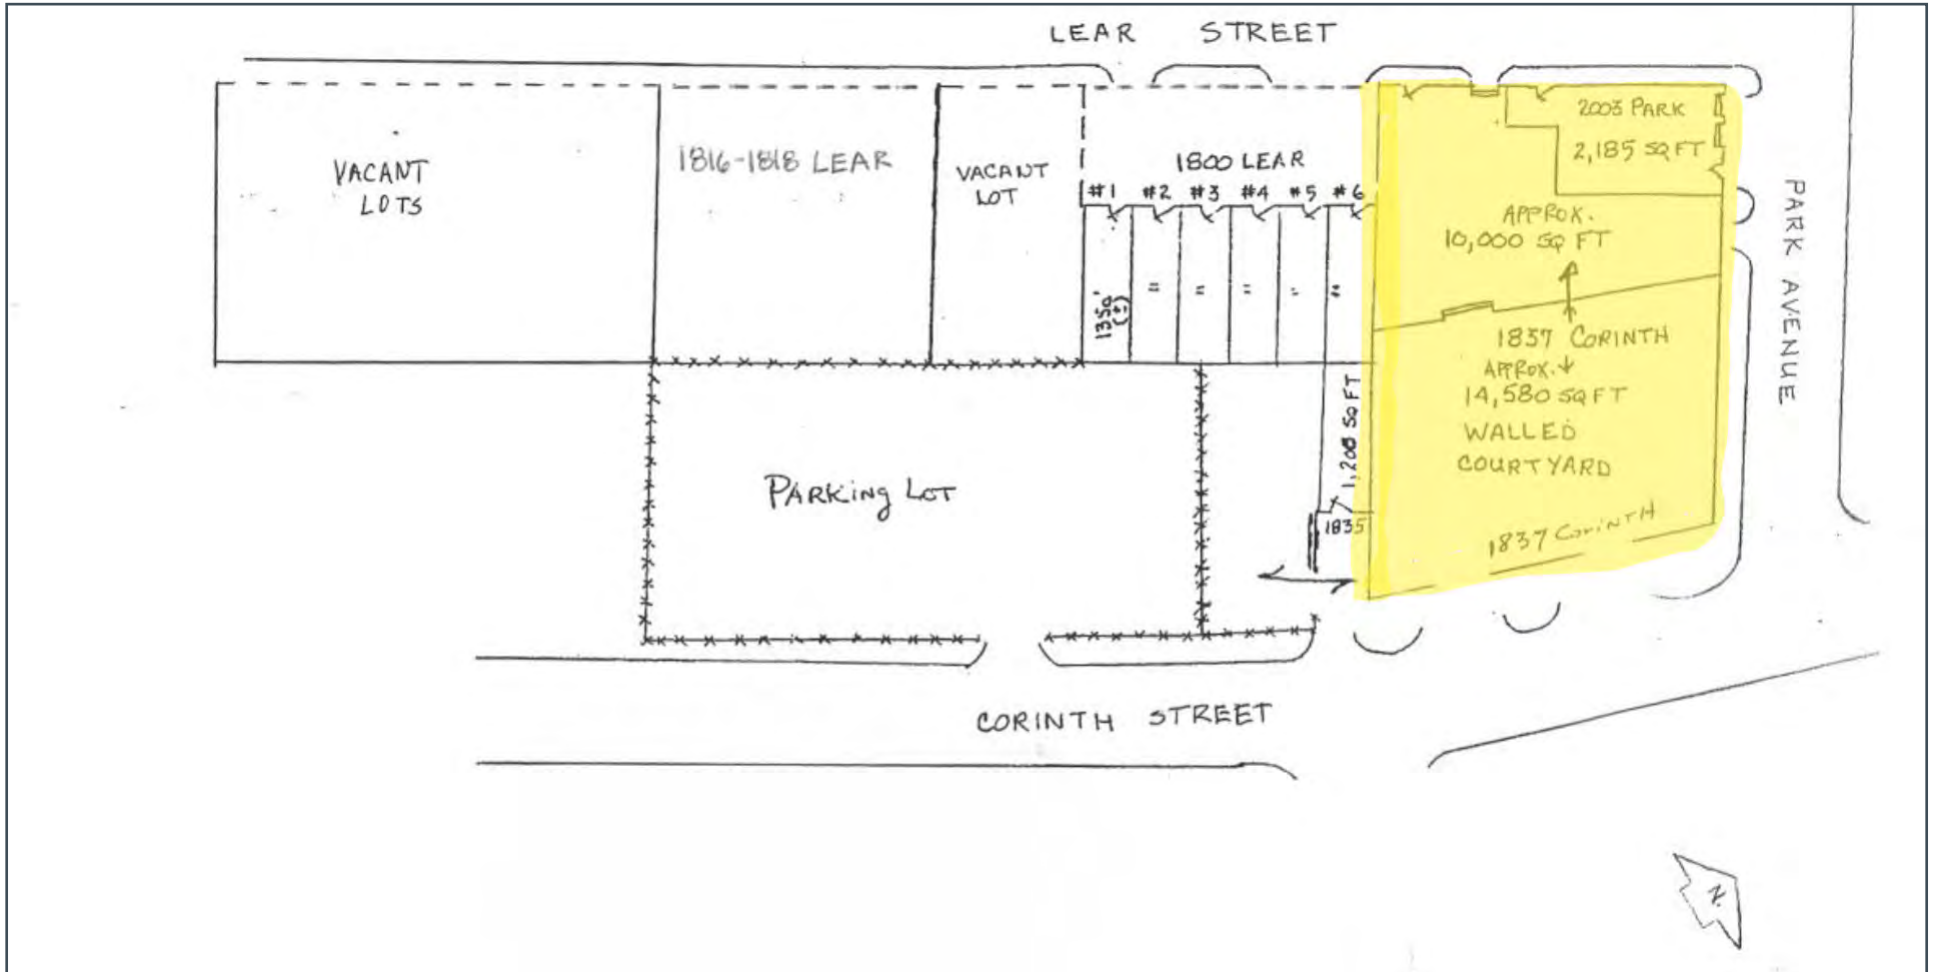 LEAR STREET
VACANT
LOTS
1816-1818 LEAR
VACANT
LOT
1800 LEAR
#1 #2 #3 #4 #5 #6
1350'
(±)
" " " " "
1,200 SQ FT
1835
2003 PARK
2,185 SQ FT
APPROX.
10,000 SQ FT
1837 CORINTH
APPROX. ↓
14,580 SQ FT
WALLED
COURTYARD
1837 CORINTH
PARK AVENUE
PARKING LOT
CORINTH STREET
N